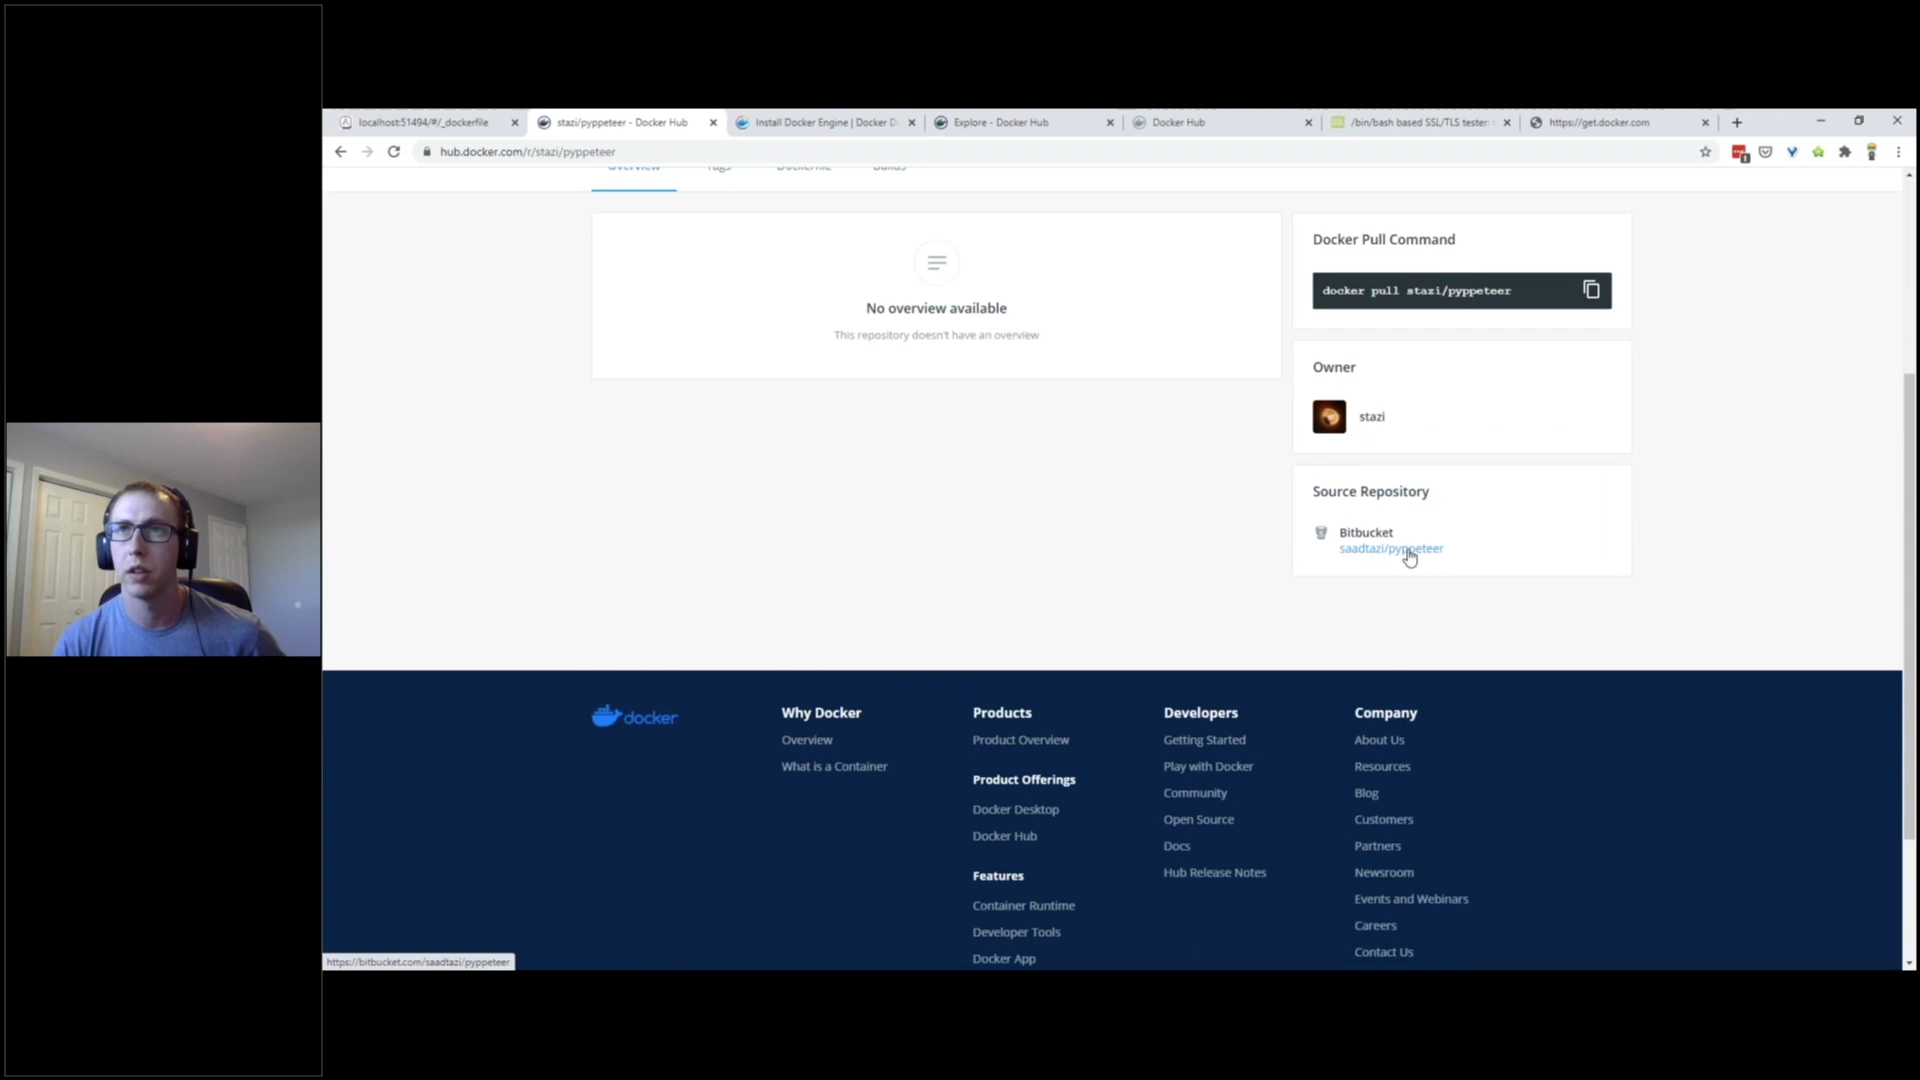 localhost:51494/#/_dockerfile
stazi/pyppeteer - Docker Hub
Install Docker Engine | Docker D
Explore - Docker Hub
Docker Hub
/bin/bash based SSL/TLS tester:
https://get.docker.com
hub.docker.com/r/stazi/pyppeteer
1
Overview
Tags
Dockerfile
Builds
No overview available
This repository doesn't have an overview
Docker Pull Command
docker pull stazi/pyppeteer
Owner
stazi
Source Repository
Bitbucket
saadtazi/pyppeteer
docker
Why Docker
Overview
What is a Container
Products
Product Overview
Product Offerings
Docker Desktop
Docker Hub
Features
Container Runtime
Developer Tools
Docker App
Developers
Getting Started
Play with Docker
Community
Open Source
Docs
Hub Release Notes
Company
About Us
Resources
Blog
Customers
Partners
Newsroom
Events and Webinars
Careers
Contact Us
https://bitbucket.com/saadtazi/pyppeteer